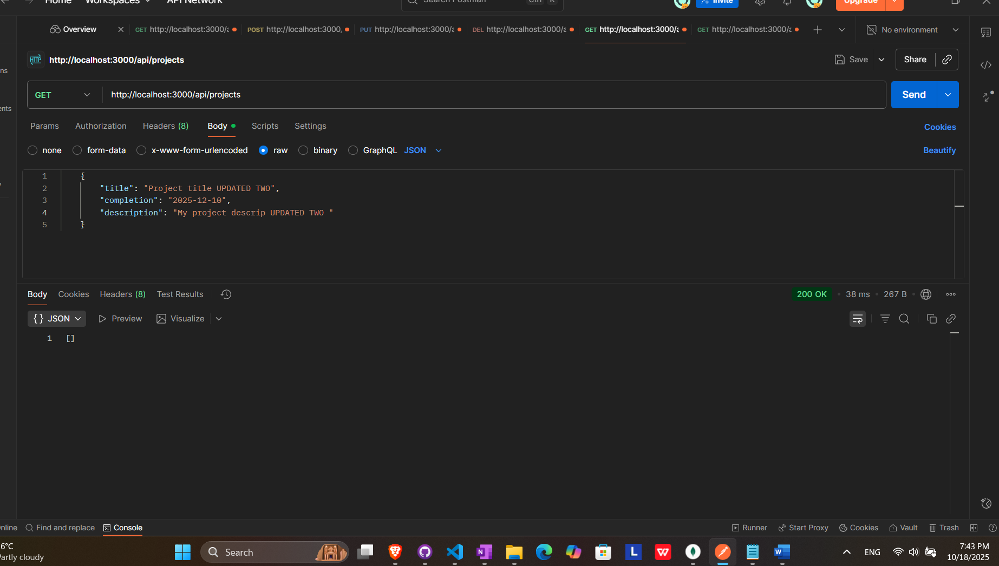 Home Workspaces API Network Search Postman Ctrl K Invite Upgrade
Overview GET http://localhost:3000/a POST http://localhost:3000, PUT http://localhost:3000/a DEL http://localhost:3000/a GET http://localhost:3000/a GET http://localhost:3000/a No environment
HTTP http://localhost:3000/api/projects Save Share
ns
GET http://localhost:3000/api/projects Send
ents
Params Authorization Headers (8) Body Scripts Settings Cookies
none form-data x-www-form-urlencoded raw binary GraphQL JSON Beautify
1 {
2 "title": "Project title UPDATED TWO",
3 "completion": "2025-12-10",
4 "description": "My project descrip UPDATED TWO "
5 }
Body Cookies Headers (8) Test Results 200 OK 38 ms 267 B
{} JSON Preview Visualize
1 []
nline Find and replace Console Runner Start Proxy Cookies Vault Trash
6°C
Partly cloudy
Search
ENG
7:43 PM
10/18/2025